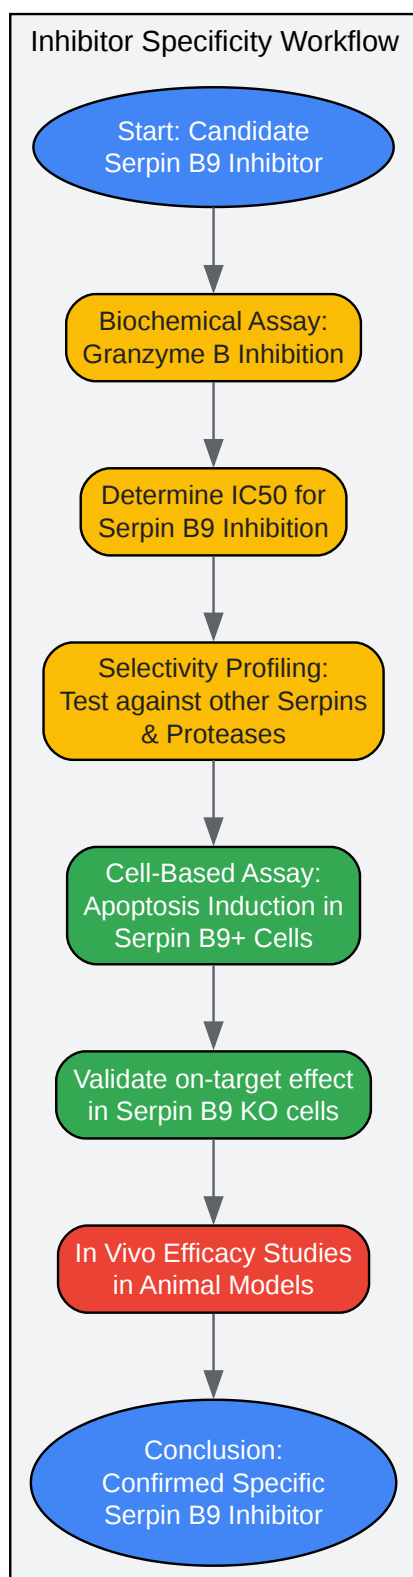 Inhibitor Specificity Workflow
Start: Candidate
Serpin B9 Inhibitor
Biochemical Assay:
Granzyme B Inhibition
Determine IC50 for
Serpin B9 Inhibition
Selectivity Profiling:
Test against other Serpins
& Proteases
Cell-Based Assay:
Apoptosis Induction in
Serpin B9+ Cells
Validate on-target effect
in Serpin B9 KO cells
In Vivo Efficacy Studies
in Animal Models
Conclusion:
Confirmed Specific
Serpin B9 Inhibitor